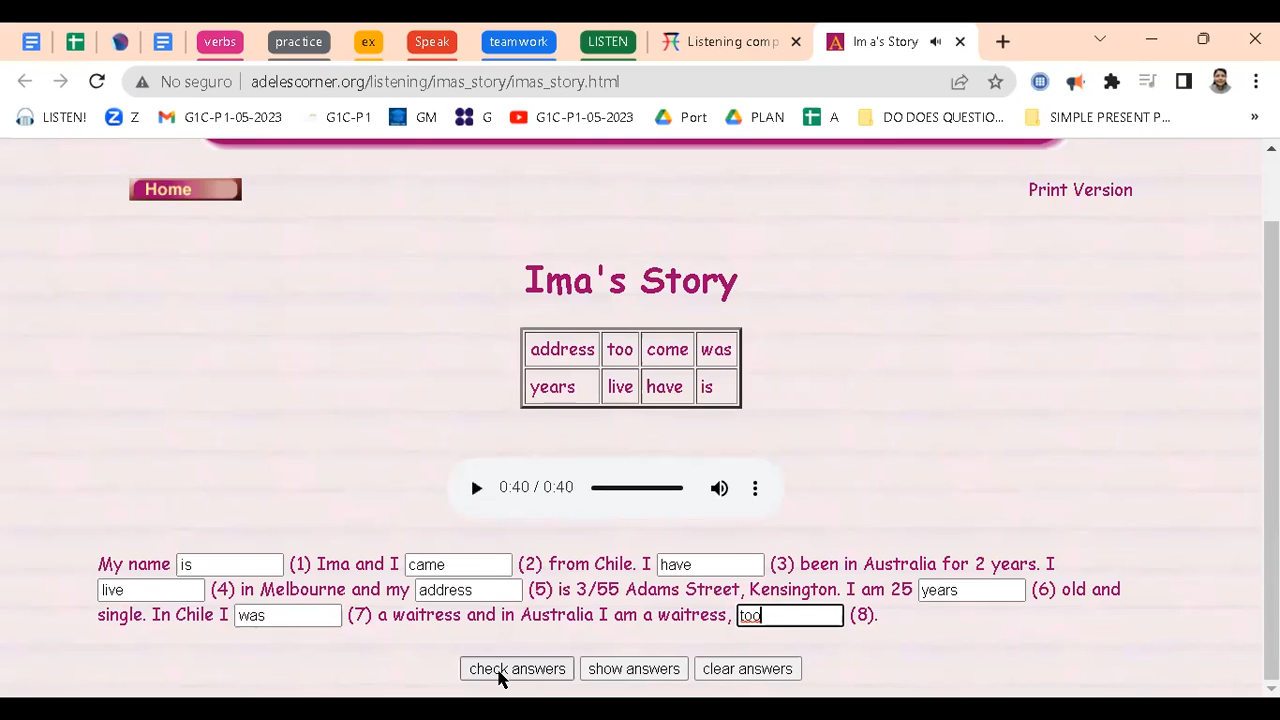 verbs practice ex Speak teamwork LISTEN Listening comp Im a's Story
No seguro adelescorner.org/listening/imas_story/imas_story.html
LISTEN! Z G1C-P1-05-2023 G1C-P1 GM G G1C-P1-05-2023 Port PLAN A DO DOES QUESTIO... SIMPLE PRESENT P... »
Home Print Version
Ima's Story
address too come was
years live have is
0:40 / 0:40
My name is (1) Ima and I came (2) from Chile. I have (3) been in Australia for 2 years. I
live (4) in Melbourne and my address (5) is 3/55 Adams Street, Kensington. I am 25 years (6) old and
single. In Chile I was (7) a waitress and in Australia I am a waitress, too (8).
check answers show answers clear answers